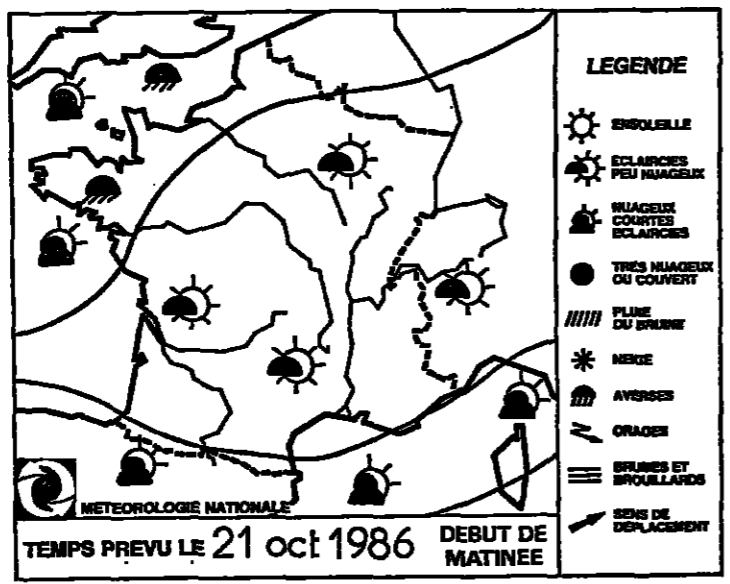 LEGENDE
ENSOLEILLE
ECLAIRCIES
PEU NUAGEUX
NUAGEUX
COURTES
ECLAIRCIES
TRES NUAGEUX
OU COUVERT
PLUIE
OU BRUINE
NEIGE
AVERSES
ORAGES
BRUMES ET
BROUILLARDS
SENS DE
DEPLACEMENT
METEOROLOGIE NATIONALE
TEMPS PREVU LE 21 oct 1986
DEBUT DE
MATINEE